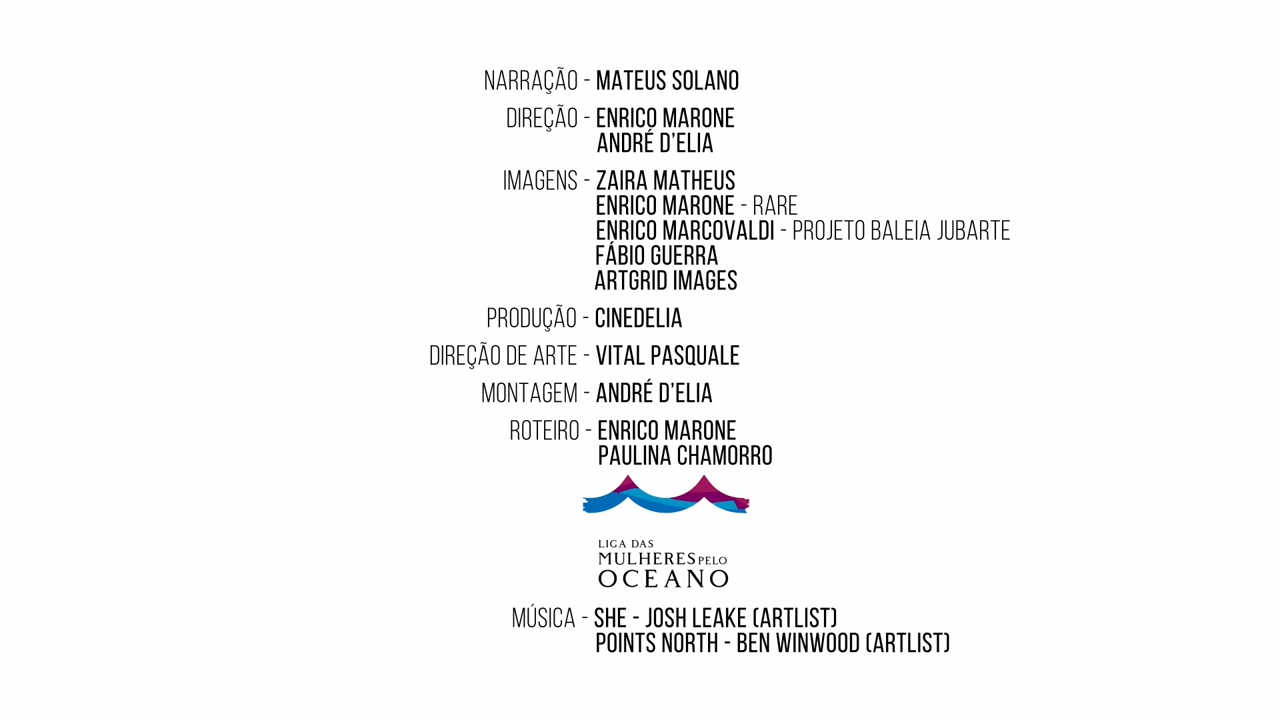 NARRAÇÃO - MATEUS SOLANO
DIREÇÃO - ENRICO MARONE
ANDRÉ D'ELIA
IMAGENS - ZAIRA MATHEUS
ENRICO MARONE - RARE
ENRICO MARCOVALDI - PROJETO BALEIA JUBARTE
FÁBIO GUERRA
ARTGRID IMAGES
PRODUÇÃO - CINEDELIA
DIREÇÃO DE ARTE - VITAL PASQUALE
MONTAGEM - ANDRÉ D'ELIA
ROTEIRO - ENRICO MARONE
PAULINA CHAMORRO
LIGA DAS
MULHERES PELO
OCEANO
MÚSICA - SHE - JOSH LEAKE (ARTLIST)
POINTS NORTH - BEN WINWOOD (ARTLIST)